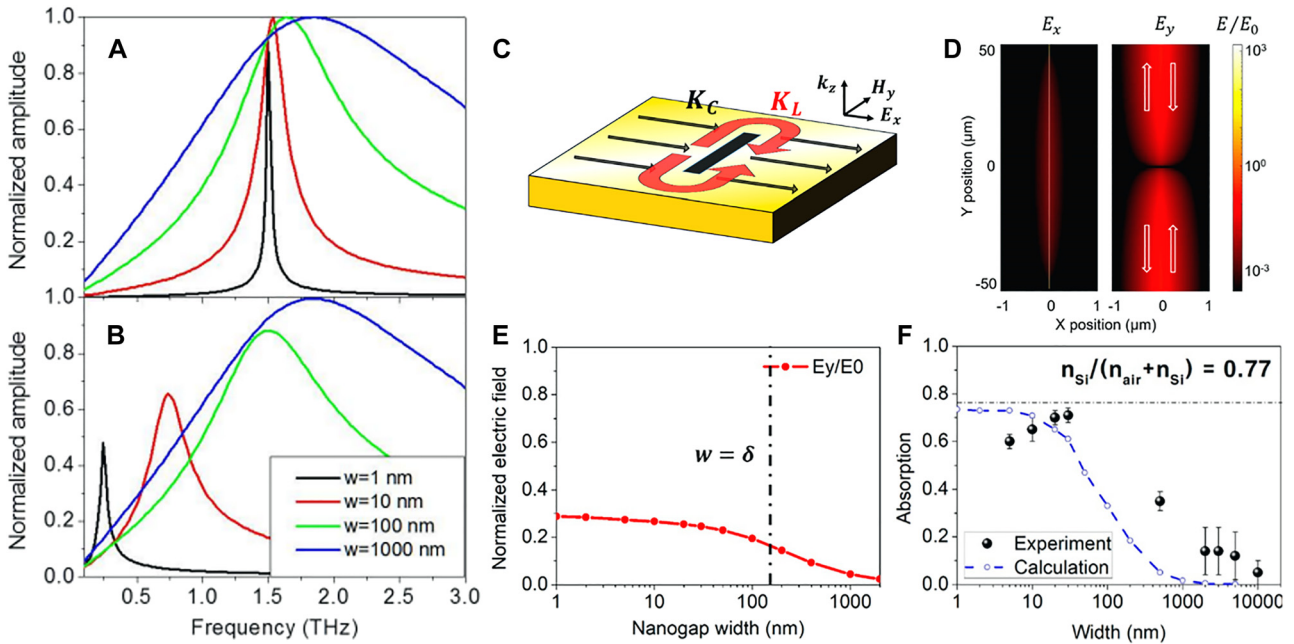 A
Normalized amplitude
1.0
0.8
0.6
0.4
0.2
1.0
B
Normalized amplitude
0.8
0.6
0.4
0.2
0.0
0.5 1.0 1.5 2.0 2.5 3.0
Frequency (THz)
w=1 nm
w=10 nm
w=100 nm
w=1000 nm
C
K_C
K_L
k_z
H_y
E_x
D
E_x E_y E/E_0
Y position (μm)
50
0
-50
-1 0 1 -1 0 1
X position (μm)
10^3
10^0
10^-3
E
Normalized electric field
1.0
0.8
0.6
0.4
0.2
0.0
Ey/E0
w = δ
1 10 100 1000
Nanogap width (nm)
F
Absorption
1.0
0.8
0.6
0.4
0.2
0.0
n_Si/(n_air+n_Si) = 0.77
Experiment
Calculation
1 10 100 1000 10000
Width (nm)